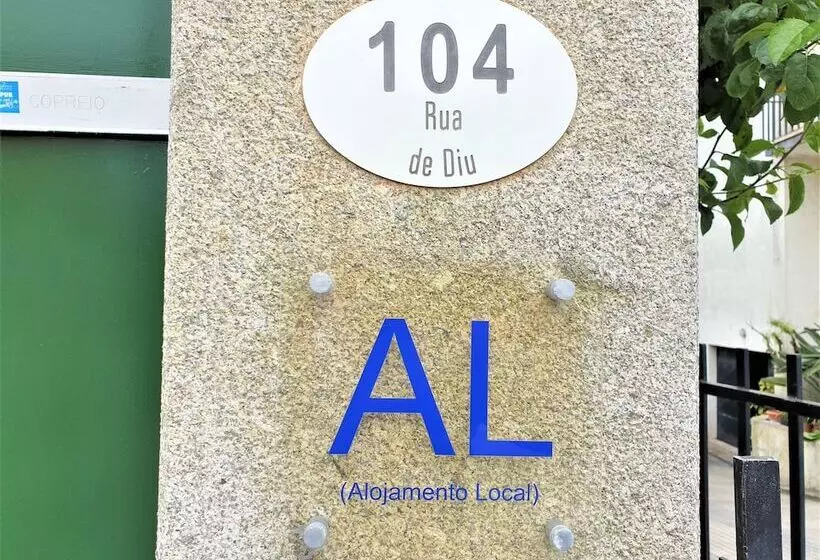 104
Rua
de Diu
CORREIO
AL
(Alojamento Local)